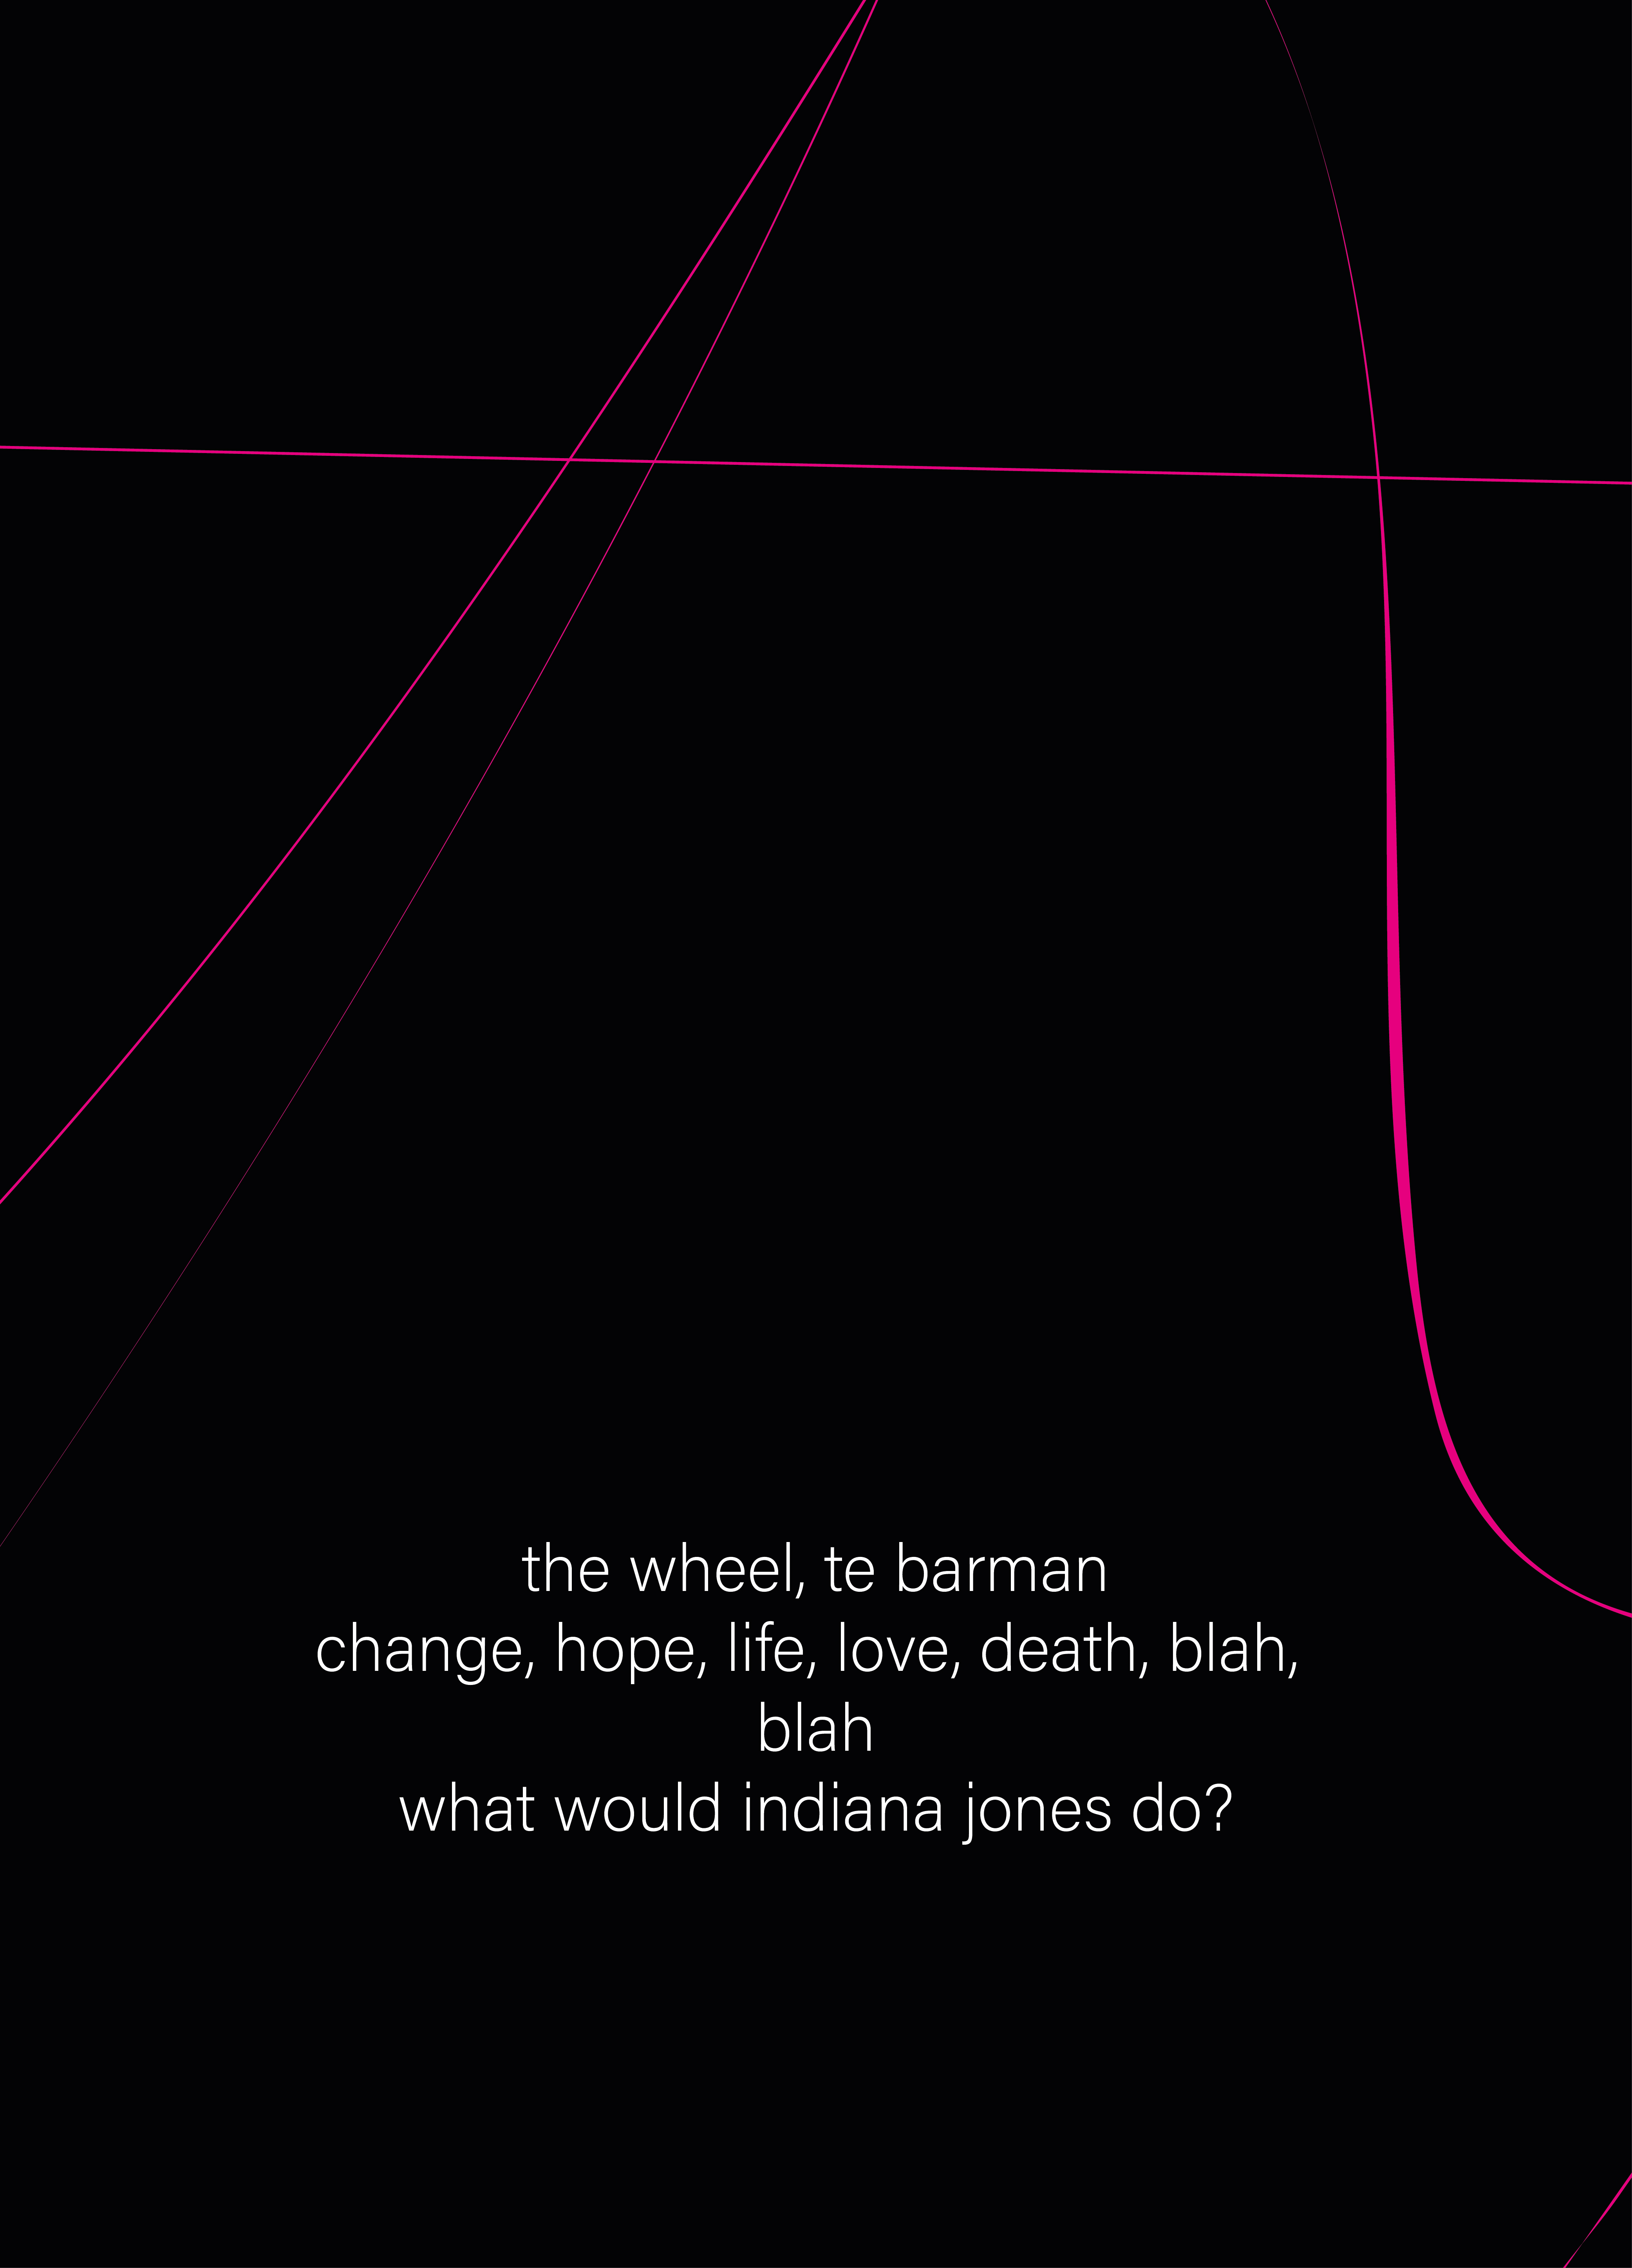 the wheel, te barman
change, hope, life, love, death, blah,
blah
what would indiana jones do?